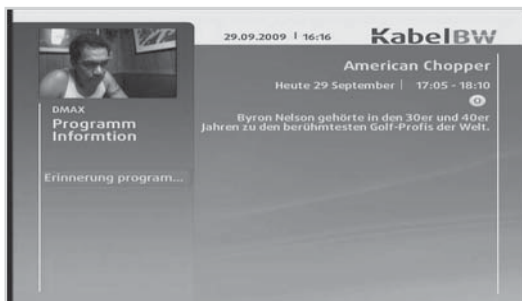 29.09.2009 | 16:16
KabelBW
American Chopper
Heute 29 September | 17:05 - 18:10
Byron Nelson gehörte in den 30er und 40er
Jahren zu den berühmtesten Golf-Profis der Welt.
DMAX
Programm
Informtion
Erinnerung program...